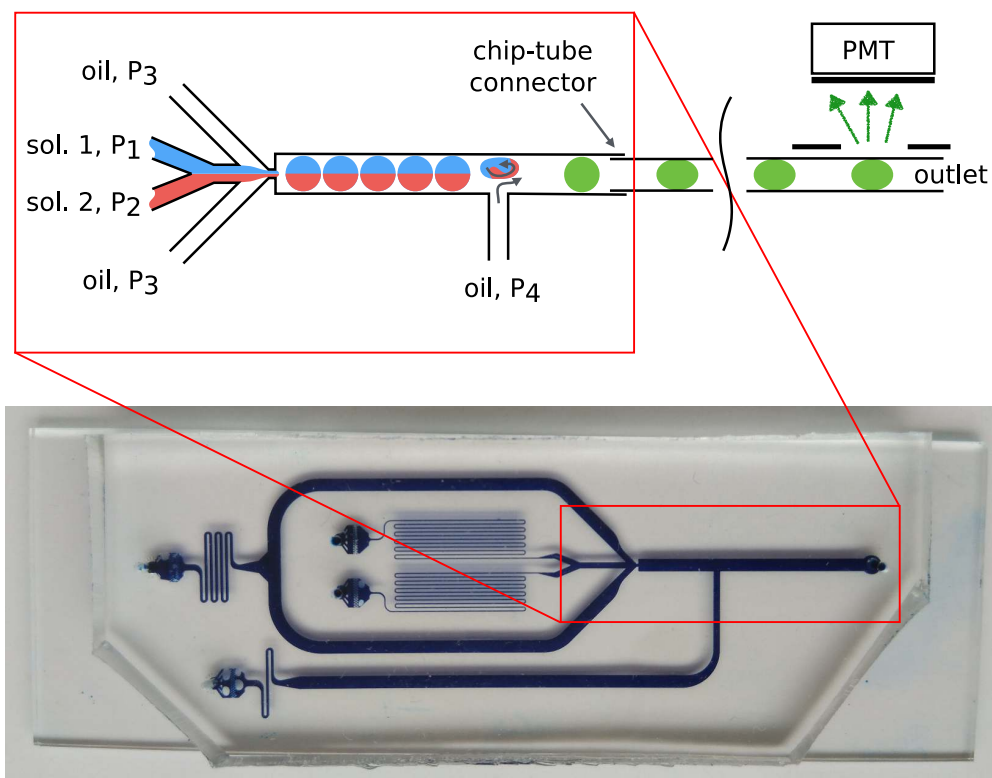 oil, P3
sol. 1, P1
sol. 2, P2
oil, P3
oil, P4
chip-tube
connector
PMT
outlet